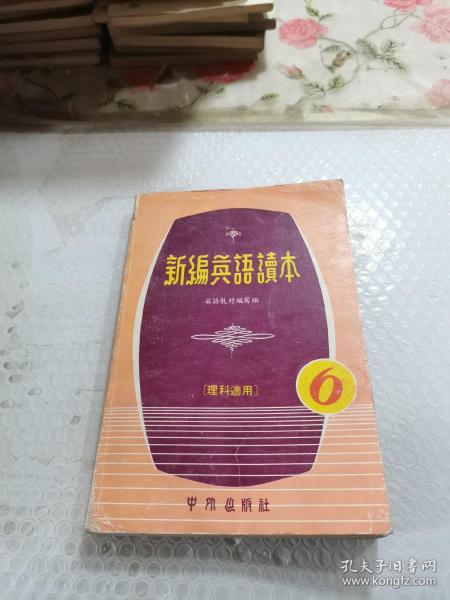 新編英語讀本
英語教材編寫組
〔理科適用〕
6
中外出版社
孔夫子旧书网
www.kongfz.com